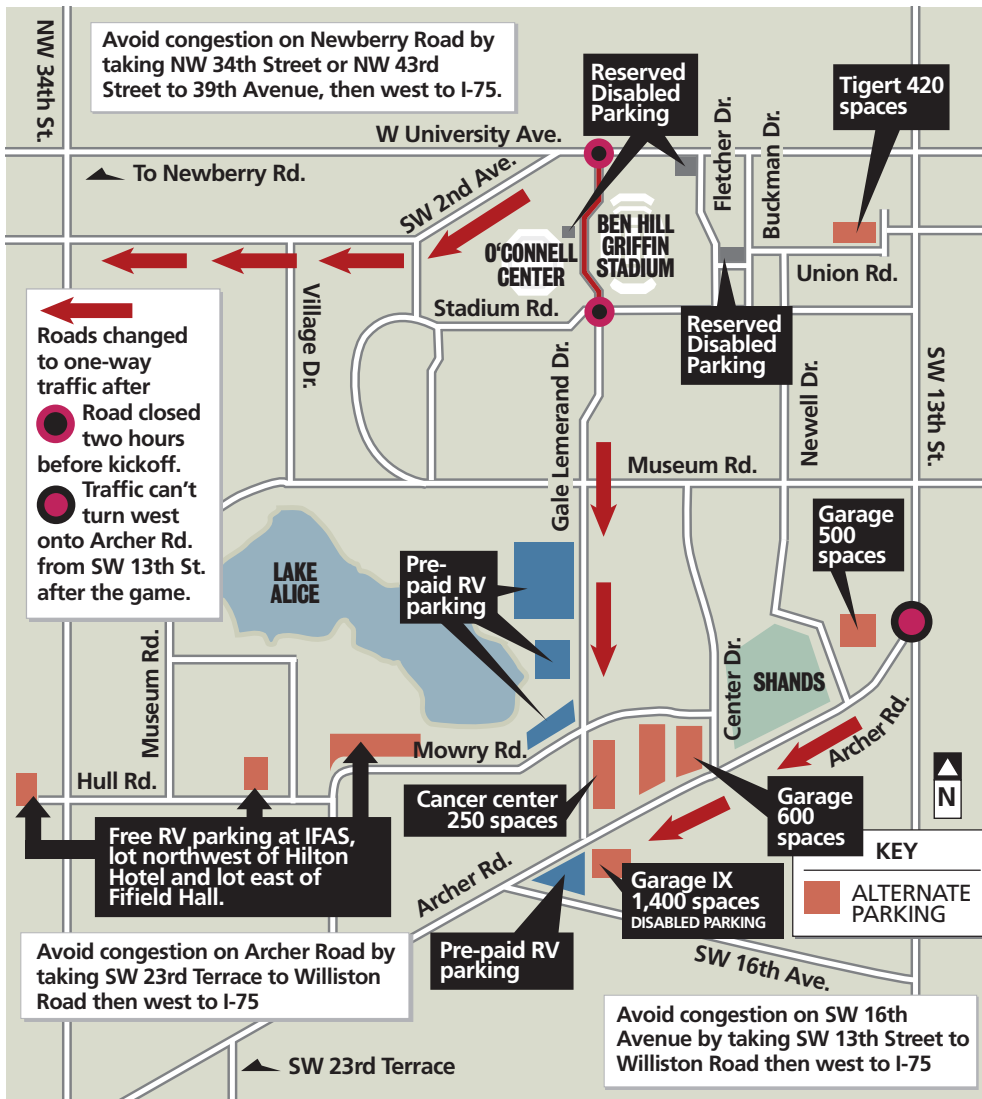 NW 34th St.
Avoid congestion on Newberry Road by
taking NW 34th Street or NW 43rd
Street to 39th Avenue, then west to I-75.
Reserved
Disabled
Parking
Tigert 420
spaces
W University Ave.
Fletcher Dr.
Buckman Dr.
To Newberry Rd.
SW 2nd Ave.
O'CONNELL
CENTER
BEN HILL
GRIFFIN
STADIUM
Union Rd.
Village Dr.
Stadium Rd.
Reserved
Disabled
Parking
Roads changed
to one-way
traffic after
Road closed
two hours
before kickoff.
Traffic can't
turn west
onto Archer Rd.
from SW 13th St.
after the game.
Gale Lemerand Dr.
Newell Dr.
SW 13th St.
Museum Rd.
Garage
500
spaces
LAKE
ALICE
Pre-
paid RV
parking
Museum Rd.
Center Dr.
SHANDS
Archer Rd.
Mowry Rd.
Hull Rd.
Cancer center
250 spaces
Garage
600
spaces
N
Free RV parking at IFAS,
lot northwest of Hilton
Hotel and lot east of
Fifield Hall.
Archer Rd.
Garage IX
1,400 spaces
DISABLED PARKING
KEY
ALTERNATE
PARKING
Avoid congestion on Archer Road by
taking SW 23rd Terrace to Williston
Road then west to I-75
Pre-paid RV
parking
SW 16th Ave.
Avoid congestion on SW 16th
Avenue by taking SW 13th Street to
Williston Road then west to I-75
SW 23rd Terrace